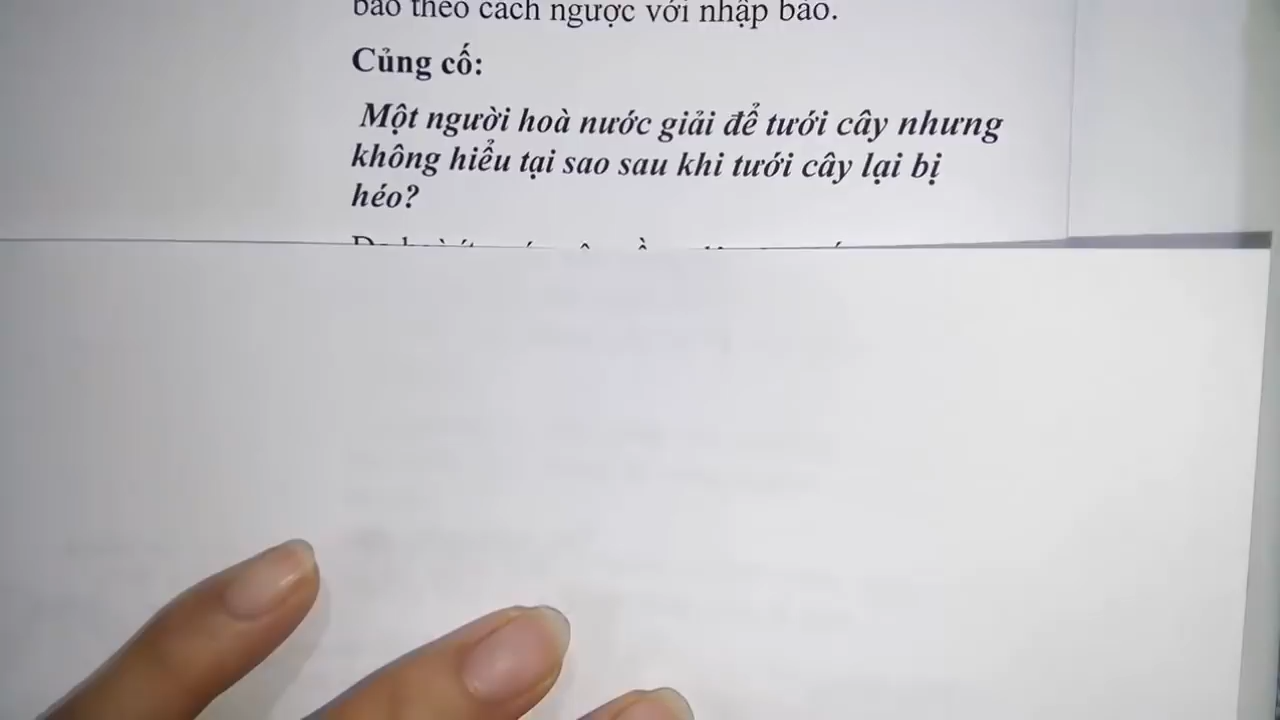 bào theo cách ngược với nhập bào.
Củng cố:
Một người hoà nước giải để tưới cây nhưng
không hiểu tại sao sau khi tưới cây lại bị
héo?